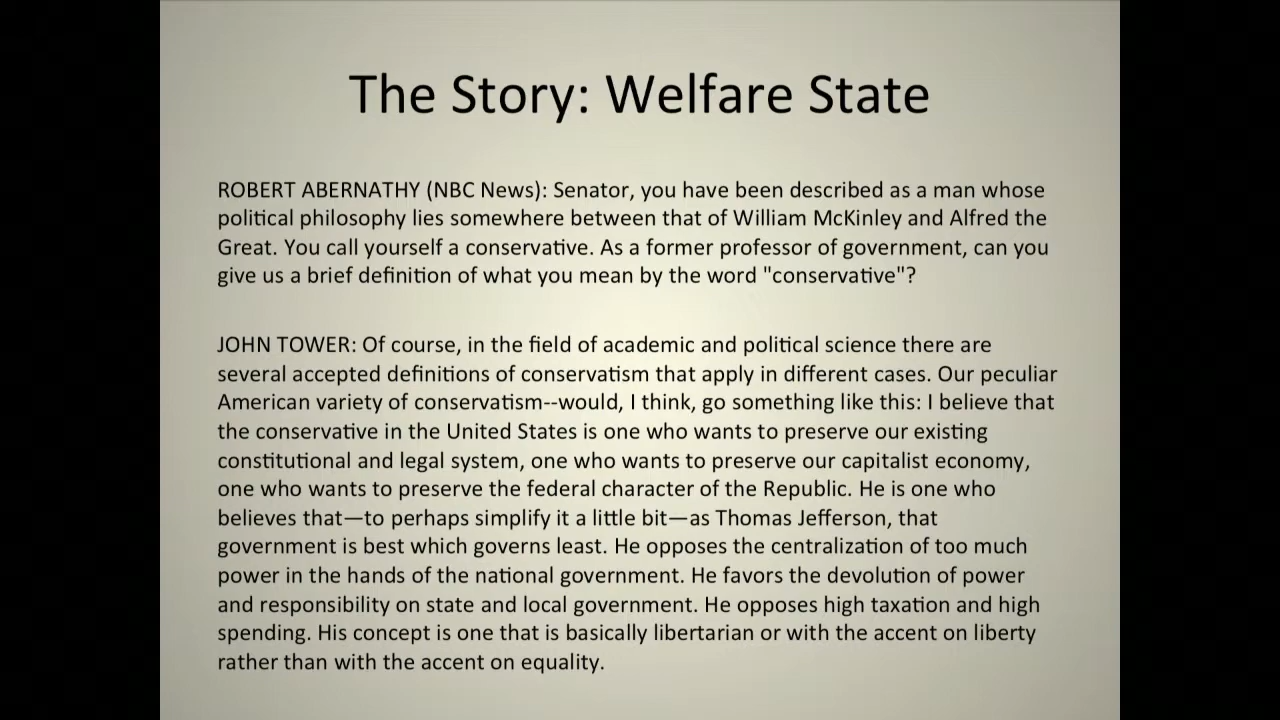 The Story: Welfare State
ROBERT ABERNATHY (NBC News): Senator, you have been described as a man whose
political philosophy lies somewhere between that of William McKinley and Alfred the
Great. You call yourself a conservative. As a former professor of government, can you
give us a brief definition of what you mean by the word "conservative"?
JOHN TOWER: Of course, in the field of academic and political science there are
several accepted definitions of conservatism that apply in different cases. Our peculiar
American variety of conservatism--would, I think, go something like this: I believe that
the conservative in the United States is one who wants to preserve our existing
constitutional and legal system, one who wants to preserve our capitalist economy,
one who wants to preserve the federal character of the Republic. He is one who
believes that—to perhaps simplify it a little bit—as Thomas Jefferson, that
government is best which governs least. He opposes the centralization of too much
power in the hands of the national government. He favors the devolution of power
and responsibility on state and local government. He opposes high taxation and high
spending. His concept is one that is basically libertarian or with the accent on liberty
rather than with the accent on equality.